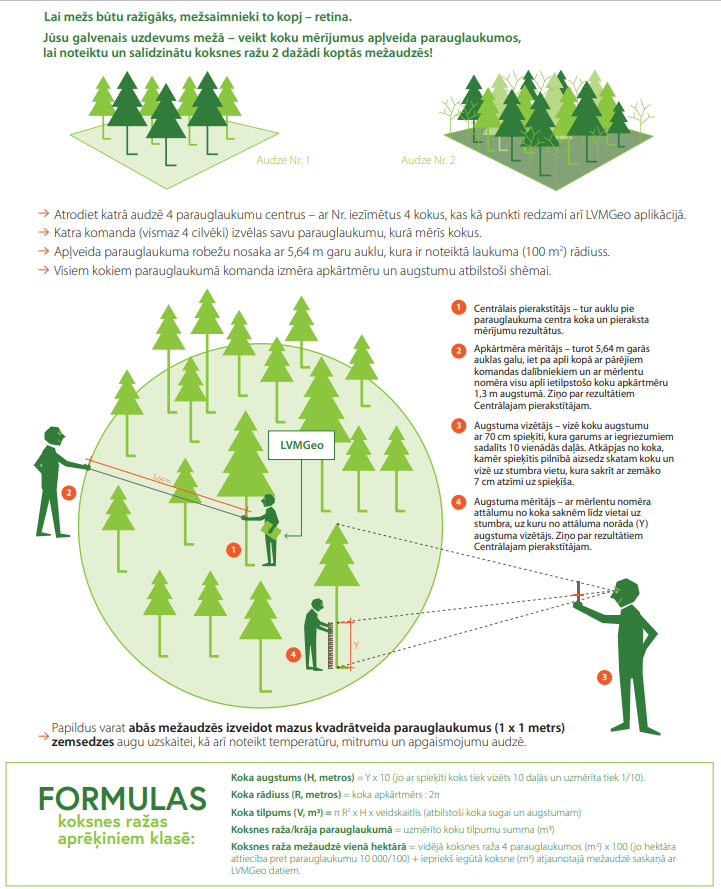 Lai mežs būtu ražīgāks, mežsaimnieki to kopj – retina.
Jūsu galvenais uzdevums mežā – veikt koku mērījumus apļveida parauglaukumos,
lai noteiktu un salīdzinātu koksnes ražu 2 dažādi koptās mežaudzēs!
Audze Nr. 1
Audze Nr. 2
→ Atrodiet katrā audzē 4 parauglaukumu centrus – ar Nr. iezīmētus 4 kokus, kas kā punkti redzami arī LVMGeo aplikācijā.
→ Katra komanda (vismaz 4 cilvēki) izvēlas savu parauglaukumu, kurā mērīs kokus.
→ Apļveida parauglaukuma robežu nosaka ar 5,64 m garu auklu, kura ir noteiktā laukuma (100 m²) rādiuss.
→ Visiem kokiem parauglaukumā komanda izmēra apkārtmēru un augstumu atbilstoši shēmai.
1 Centrālais pierakstītājs – tur auklu pie
parauglaukuma centra koka un pieraksta
mērījumu rezultātus.
2 Apkārtmēra mērītājs – turot 5,64 m garās
auklas galu, iet pa apli kopā ar pārējiem
komandas dalībniekiem un ar mērlentu
nomēra visu aplī ietilpstošo koku apkārtmēru
1,3 m augstumā. Ziņo par rezultātiem
Centrālajam pierakstītājam.
3 Augstuma vizētājs – vizē koku augstumu
ar 70 cm spieķīti, kura garums ar iegriezumiem
sadalīts 10 vienādās daļās. Atkāpjas no koka,
kamēr spieķītis pilnībā aizsedz skatam koku un
vizē uz stumbra vietu, kura sakrīt ar zemāko
7 cm atzīmi uz spieķīša.
4 Augstuma mērītājs – ar mērlentu nomēra
attālumu no koka saknēm līdz vietai uz
stumbra, uz kuru no attāluma norāda (Y)
augstuma vizētājs. Ziņo par rezultātiem
Centrālajam pierakstītājam.
LVMGeo
5,64 m
2
1
4
Y
3
→ Papildus varat abās mežaudzēs izveidot mazus kvadrātveida parauglaukumus (1 x 1 metrs)
zemsedzes augu uzskaitei, kā arī noteikt temperatūru, mitrumu un apgaismojumu audzē.
FORMULAS
koksnes ražas
aprēķiniem klasē:
Koka augstums (H, metros) = Y x 10 (jo ar spieķīti koks tiek vizēts 10 daļās un uzmērīta tiek 1/10).
Koka rādiuss (R, metros) = koka apkārtmērs : 2π
Koka tilpums (V, m³) = π R² x H x veidskaitlis (atbilstoši koka sugai un augstumam)
Koksnes raža/krāja parauglaukumā = uzmērīto koku tilpumu summa (m³)
Koksnes raža mežaudzē vienā hektārā = vidējā koksnes raža 4 parauglaukumos (m³) x 100 (jo hektāra
attiecība pret parauglaukumu 10 000/100) + iepriekš iegūtā koksne (m³) atjaunotajā mežaudzē saskaņā ar
LVMGeo datiem.